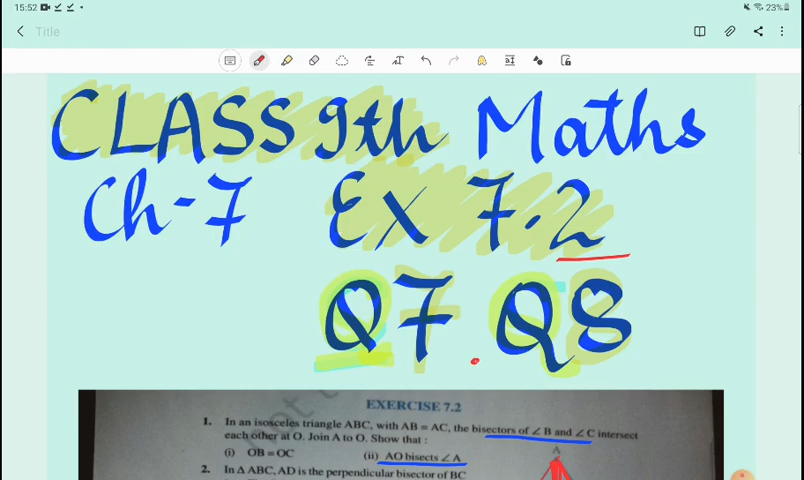 15:52
23%
Title
CLASS 9th Maths
Ch-7 Ex 7.2
Q7. Q8
EXERCISE 7.2
1. In an isosceles triangle ABC, with AB = AC, the bisectors of ∠ B and ∠ C intersect
each other at O. Join A to O. Show that :
(i) OB = OC (ii) AO bisects ∠ A
2. In Δ ABC, AD is the perpendicular bisector of BC
A